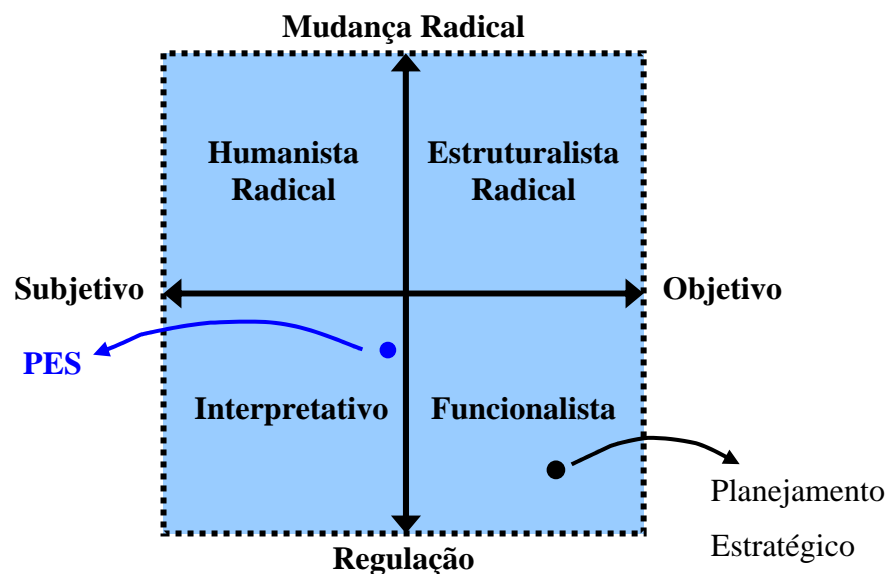 Mudança Radical
Humanista
Radical
Estruturalista
Radical
Subjetivo
Objetivo
PES
Interpretativo
Funcionalista
Planejamento
Estratégico
Regulação